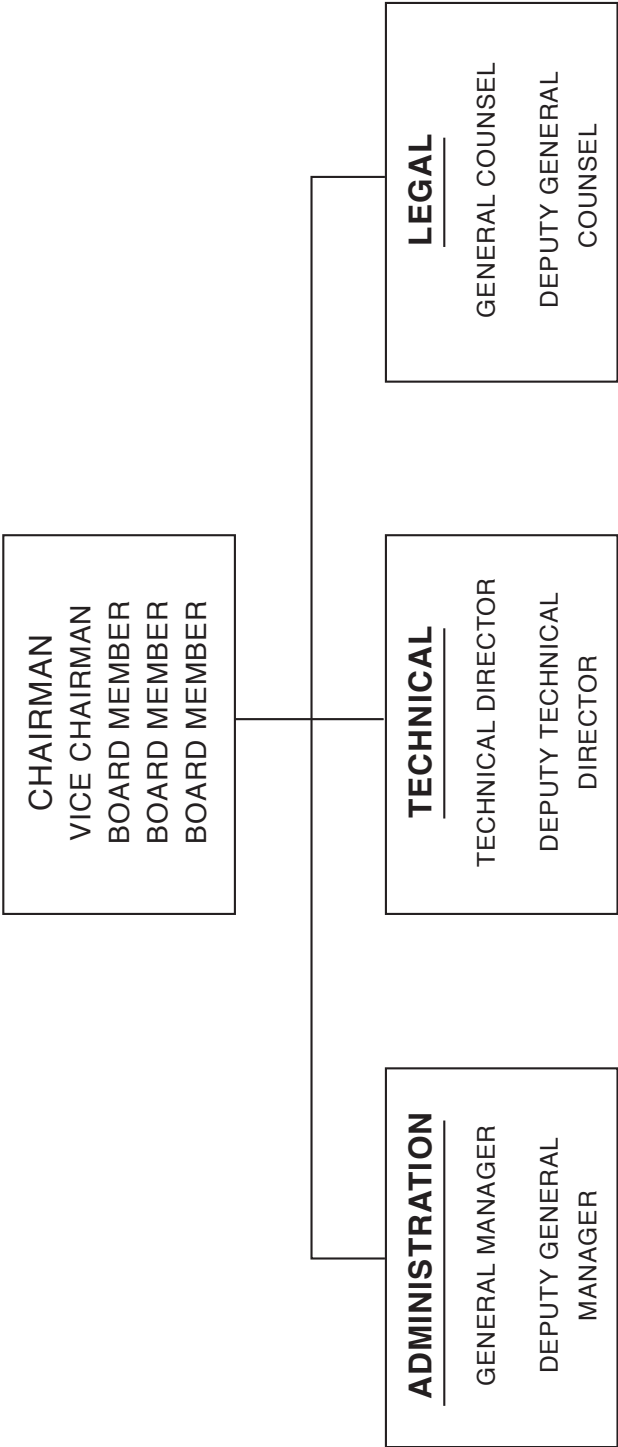 CHAIRMAN
VICE CHAIRMAN
BOARD MEMBER
BOARD MEMBER
BOARD MEMBER
ADMINISTRATION
GENERAL MANAGER
DEPUTY GENERAL
MANAGER
TECHNICAL
TECHNICAL DIRECTOR
DEPUTY TECHNICAL
DIRECTOR
LEGAL
GENERAL COUNSEL
DEPUTY GENERAL
COUNSEL